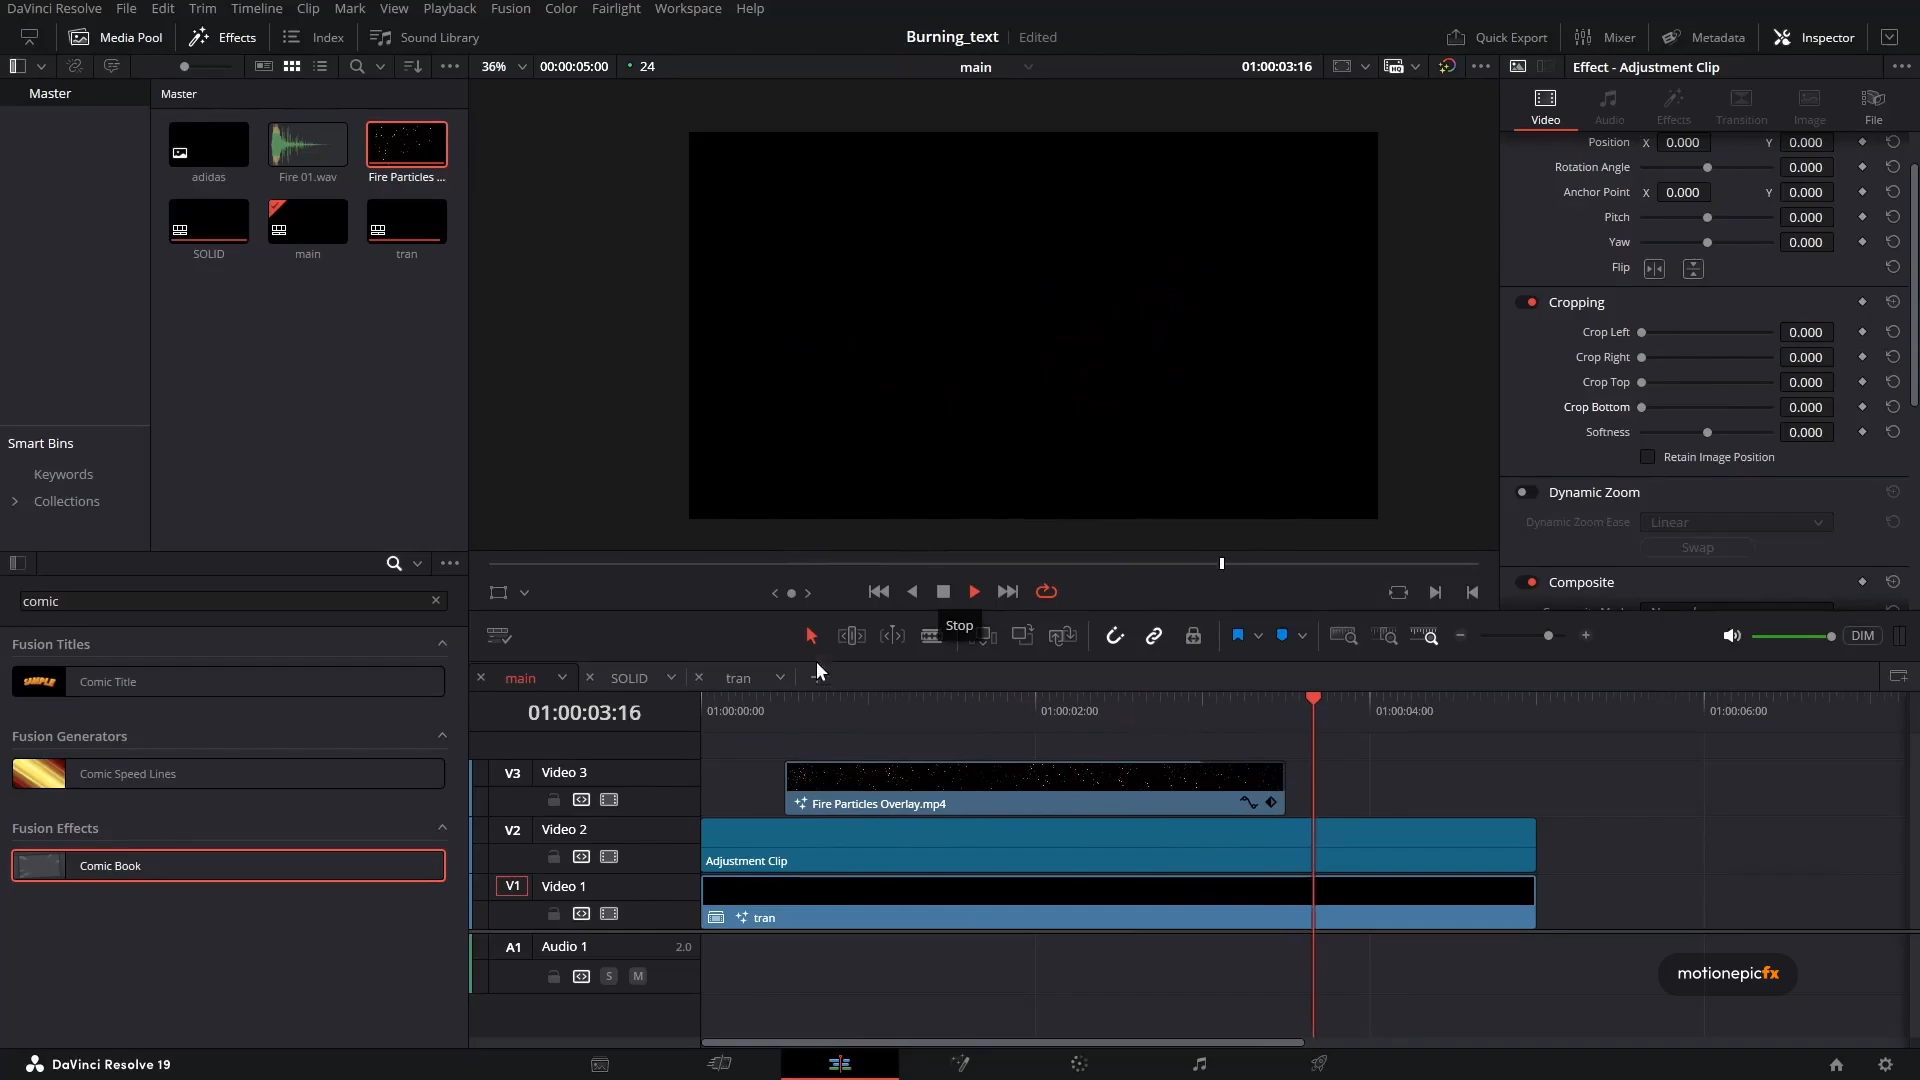 DaVinci Resolve File Edit Trim Timeline Clip Mark View Playback Fusion Color Fairlight Workspace Help
Media Pool Effects Index Sound Library Burning_text Edited Quick Export Mixer Metadata Inspector
36% 00:00:05:00 24 main 01:00:03:16 Effect - Adjustment Clip
Master Master
Video Audio Effects Transition Image File
adidas Fire 01.wav Fire Particles ...
SOLID main tran
Position X 0.000 Y 0.000
Rotation Angle 0.000
Anchor Point X 0.000 Y 0.000
Pitch 0.000
Yaw 0.000
Flip
Cropping
Crop Left 0.000
Crop Right 0.000
Crop Top 0.000
Crop Bottom 0.000
Softness 0.000
Retain Image Position
Dynamic Zoom
Dynamic Zoom Ease Linear
Swap
Composite
Smart Bins
Keywords
Collections
comic
Fusion Titles
SAMPLE Comic Title
Fusion Generators
Comic Speed Lines
Fusion Effects
Comic Book
Stop
DIM
main SOLID tran
01:00:03:16 01:00:00:00 01:00:02:00 01:00:04:00 01:00:06:00
V3 Video 3
Fire Particles Overlay.mp4
V2 Video 2
Adjustment Clip
V1 Video 1
tran
A1 Audio 1 2.0
S M
motionepicfx
DaVinci Resolve 19